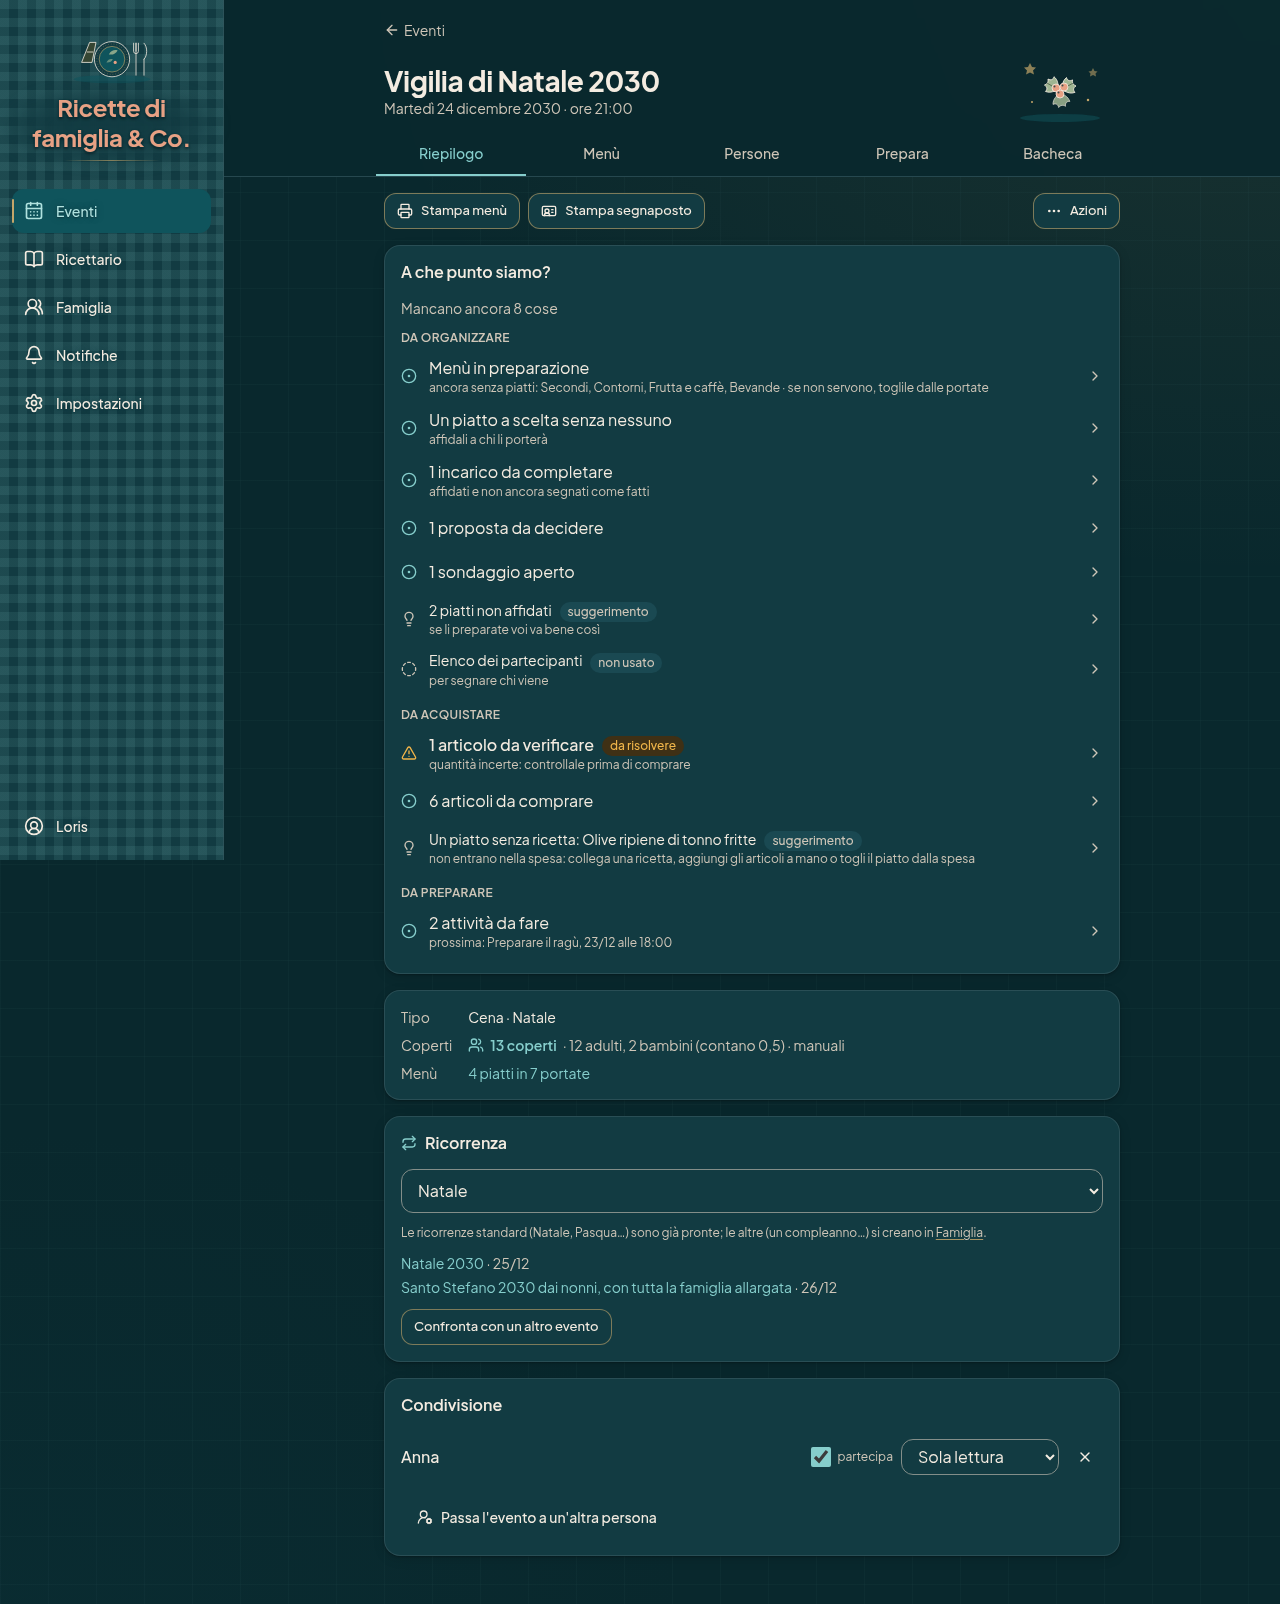 Ricette di
famiglia & Co.
Eventi
Ricettario
Famiglia
Notifiche
Impostazioni
Loris
Eventi
Vigilia di Natale 2030
Martedì 24 dicembre 2030 · ore 21:00
Riepilogo
Menù
Persone
Prepara
Bacheca
Stampa menù
Stampa segnaposto
Azioni
A che punto siamo?
Mancano ancora 8 cose
DA ORGANIZZARE
Menù in preparazione
ancora senza piatti: Secondi, Contorni, Frutta e caffè, Bevande · se non servono, toglile dalle portate
Un piatto a scelta senza nessuno
affidali a chi li porterà
1 incarico da completare
affidati e non ancora segnati come fatti
1 proposta da decidere
1 sondaggio aperto
2 piatti non affidati suggerimento
se li preparate voi va bene così
Elenco dei partecipanti non usato
per segnare chi viene
DA ACQUISTARE
1 articolo da verificare da risolvere
quantità incerte: controllale prima di comprare
6 articoli da comprare
Un piatto senza ricetta: Olive ripiene di tonno fritte suggerimento
non entrano nella spesa: collega una ricetta, aggiungi gli articoli a mano o togli il piatto dalla spesa
DA PREPARARE
2 attività da fare
prossima: Preparare il ragù, 23/12 alle 18:00
Tipo Cena · Natale
Coperti 13 coperti · 12 adulti, 2 bambini (contano 0,5) · manuali
Menù 4 piatti in 7 portate
Ricorrenza
Natale
Le ricorrenze standard (Natale, Pasqua…) sono già pronte; le altre (un compleanno…) si creano in Famiglia.
Natale 2030 · 25/12
Santo Stefano 2030 dai nonni, con tutta la famiglia allargata · 26/12
Confronta con un altro evento
Condivisione
Anna partecipa Sola lettura
Passa l'evento a un'altra persona